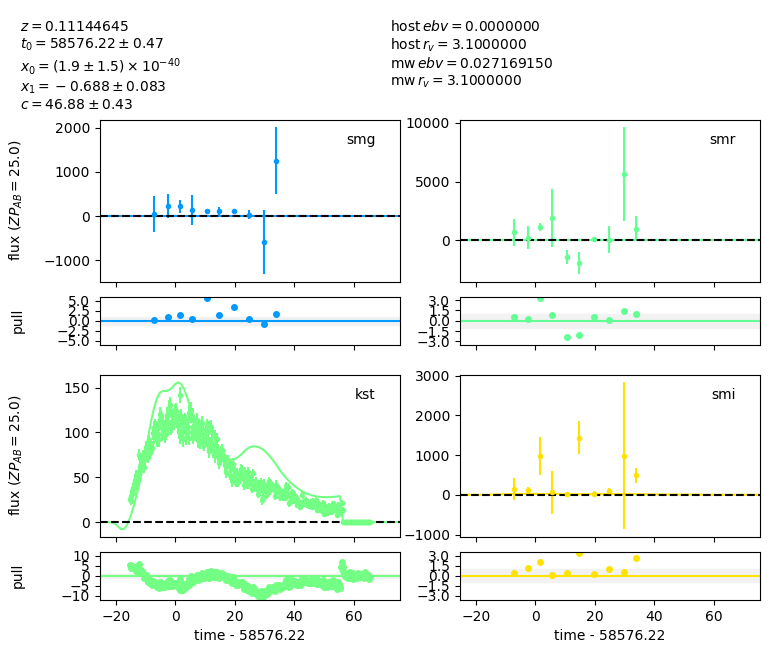 z = 0.11144645
t₀ = 58576.22 ± 0.47
x₀ = (1.9 ± 1.5) × 10⁻⁴⁰
x₁ = −0.688 ± 0.083
c = 46.88 ± 0.43
host ebv = 0.0000000
host r_v = 3.1000000
mw ebv = 0.027169150
mw r_v = 3.1000000
flux (ZP_AB = 25.0)
2000
1000
0
−1000
smg
10000
5000
0
smr
pull
5.0
2.5
0.0
−2.5
−5.0
3.0
1.5
0.0
−1.5
−3.0
flux (ZP_AB = 25.0)
150
100
50
0
kst
3000
2000
1000
0
−1000
smi
pull
10
5
0
−5
−10
−20 0 20 40 60
time - 58576.22
3.0
1.5
0.0
−1.5
−3.0
−20 0 20 40 60
time - 58576.22